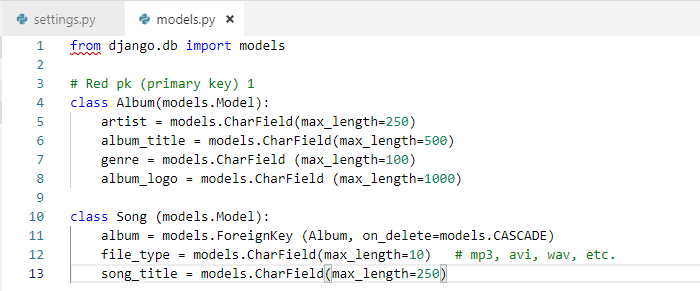 settings.py models.py ×
1 from django.db import models
2
3 # Red pk (primary key) 1
4 class Album(models.Model):
5     artist = models.CharField(max_length=250)
6     album_title = models.CharField(max_length=500)
7     genre = models.CharField (max_length=100)
8     album_logo = models.CharField (max_length=1000)
9
10 class Song (models.Model):
11     album = models.ForeignKey (Album, on_delete=models.CASCADE)
12     file_type = models.CharField(max_length=10)   # mp3, avi, wav, etc.
13     song_title = models.CharField(max_length=250)